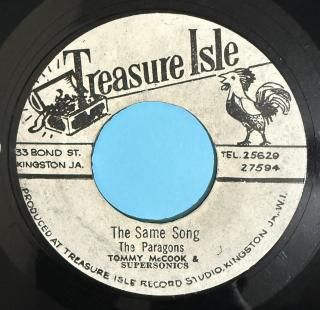 Treasure Isle
33 BOND ST.
KINGSTON JA.
TEL. 25629
27594
The Same Song
The Paragons
TOMMY McCOOK &
SUPERSONICS
PRODUCED AT TREASURE ISLE RECORD STUDIO, KINGSTON JA. W.I.